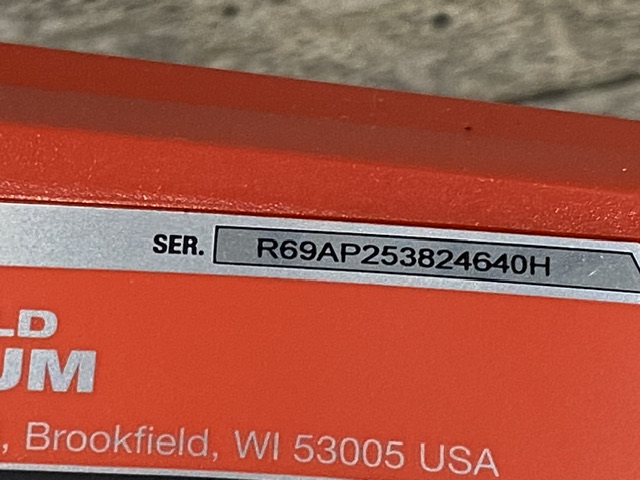 SER. R69AP253824640H
LD
UM
, Brookfield, WI 53005 USA